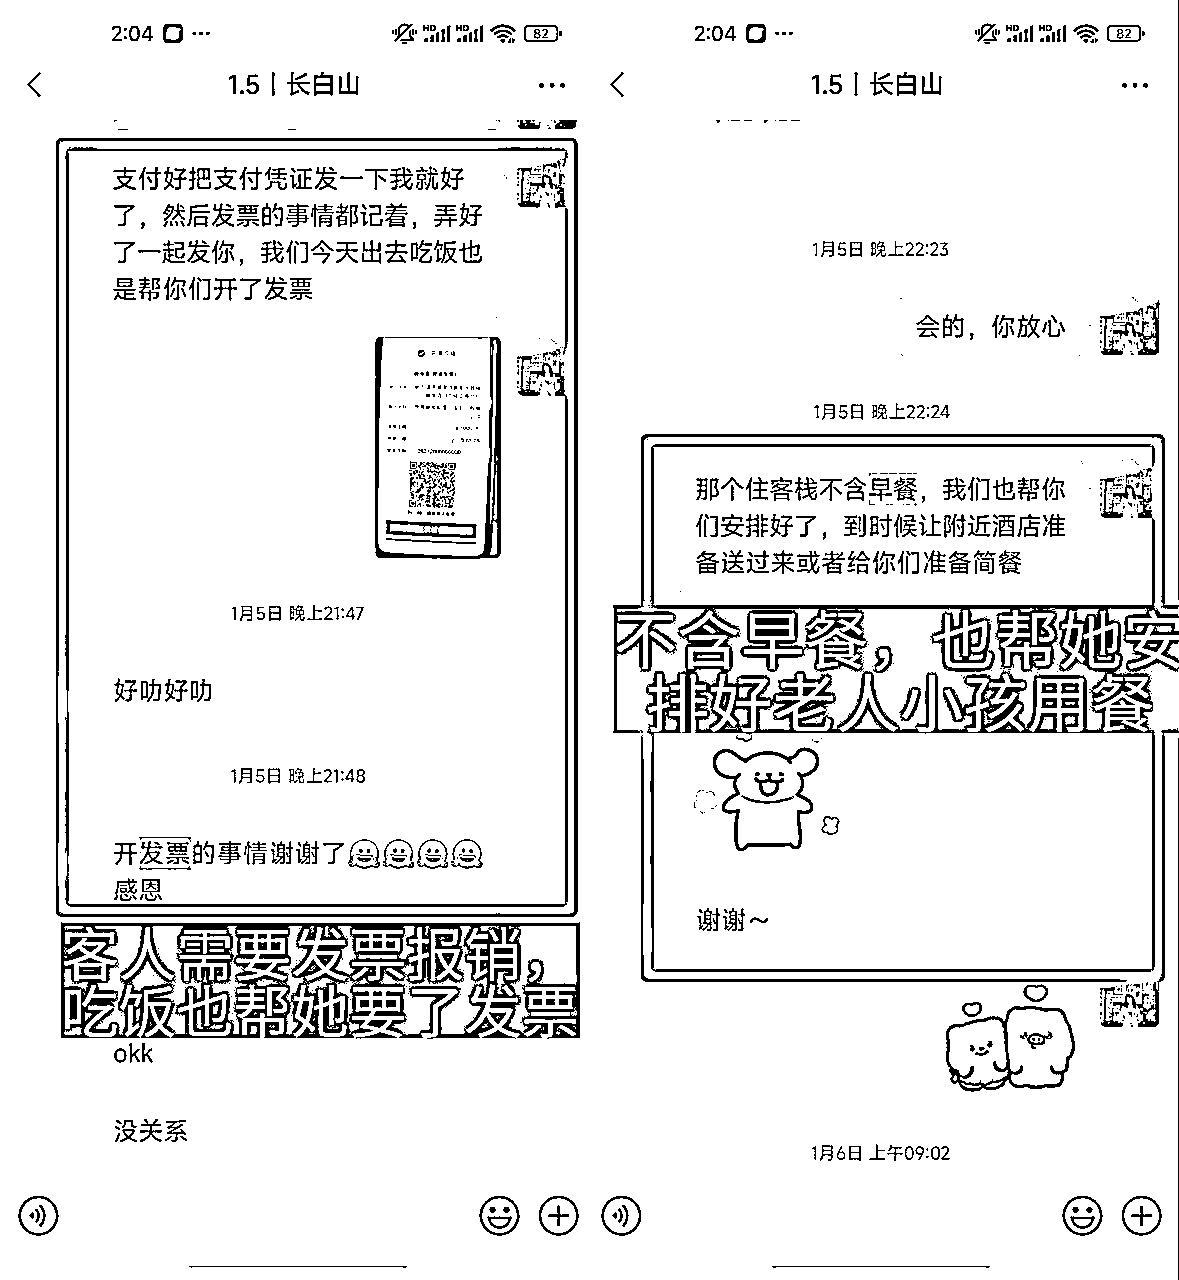 2:04
82
1.5丨长白山
支付好把支付凭证发一下我就好
了，然后发票的事情都记着，弄好
了一起发你，我们今天出去吃饭也
是帮你们开了发票
1月5日 晚上21:47
好叻好叻
1月5日 晚上21:48
开发票的事情谢谢了
感恩
客人需要发票报销，
吃饭也帮她要了发票
okk
没关系
2:04
82
1.5丨长白山
1月5日 晚上22:23
会的，你放心
1月5日 晚上22:24
那个住客栈不含早餐，我们也帮你
们安排好了，到时候让附近酒店准
备送过来或者给你们准备简餐
不含早餐，也帮她安
排好老人小孩用餐
谢谢～
1月6日 上午09:02